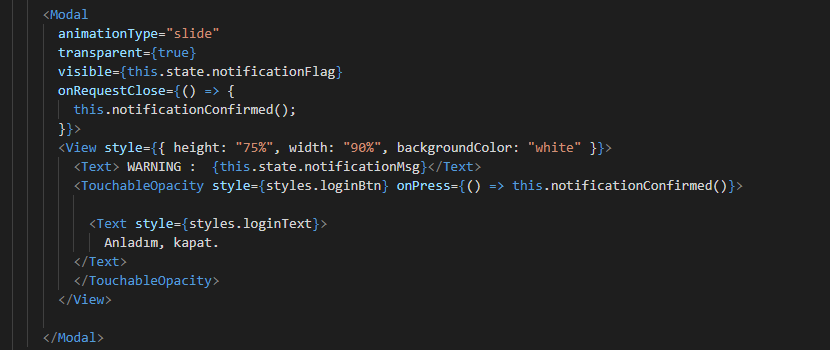 <Modal
animationType="slide"
transparent={true}
visible={this.state.notificationFlag}
onRequestClose={() => {
this.notificationConfirmed();
}}>
<View style={{ height: "75%", width: "90%", backgroundColor: "white" }}>
<Text> WARNING :  {this.state.notificationMsg}</Text>
<TouchableOpacity style={styles.loginBtn} onPress={() => this.notificationConfirmed()}>
<Text style={styles.loginText}>
Anladım, kapat.
</Text>
</TouchableOpacity>
</View>
</Modal>